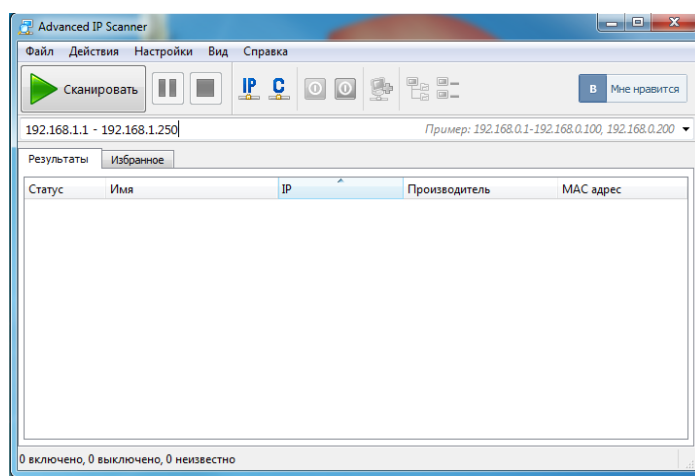 Advanced IP Scanner
Файл Действия Настройки Вид Справка
Сканировать IP C B Мне нравится
192.168.1.1 - 192.168.1.250 Пример: 192.168.0.1-192.168.0.100, 192.168.0.200
Результаты Избранное
Статус Имя IP Производитель MAC адрес
0 включено, 0 выключено, 0 неизвестно